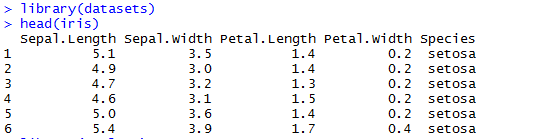 > library(datasets)
> head(iris)
  Sepal.Length Sepal.Width Petal.Length Petal.Width Species
1          5.1         3.5          1.4         0.2  setosa
2          4.9         3.0          1.4         0.2  setosa
3          4.7         3.2          1.3         0.2  setosa
4          4.6         3.1          1.5         0.2  setosa
5          5.0         3.6          1.4         0.2  setosa
6          5.4         3.9          1.7         0.4  setosa